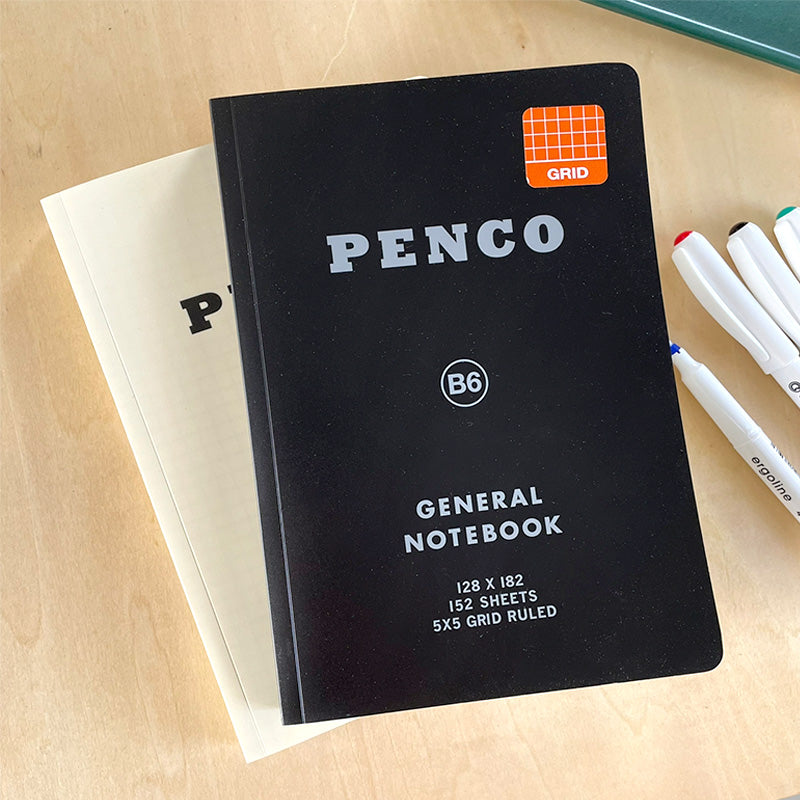 GRID
PENCO
B6
GENERAL
NOTEBOOK
128 X 182
152 SHEETS
5X5 GRID RULED
P
ergoline